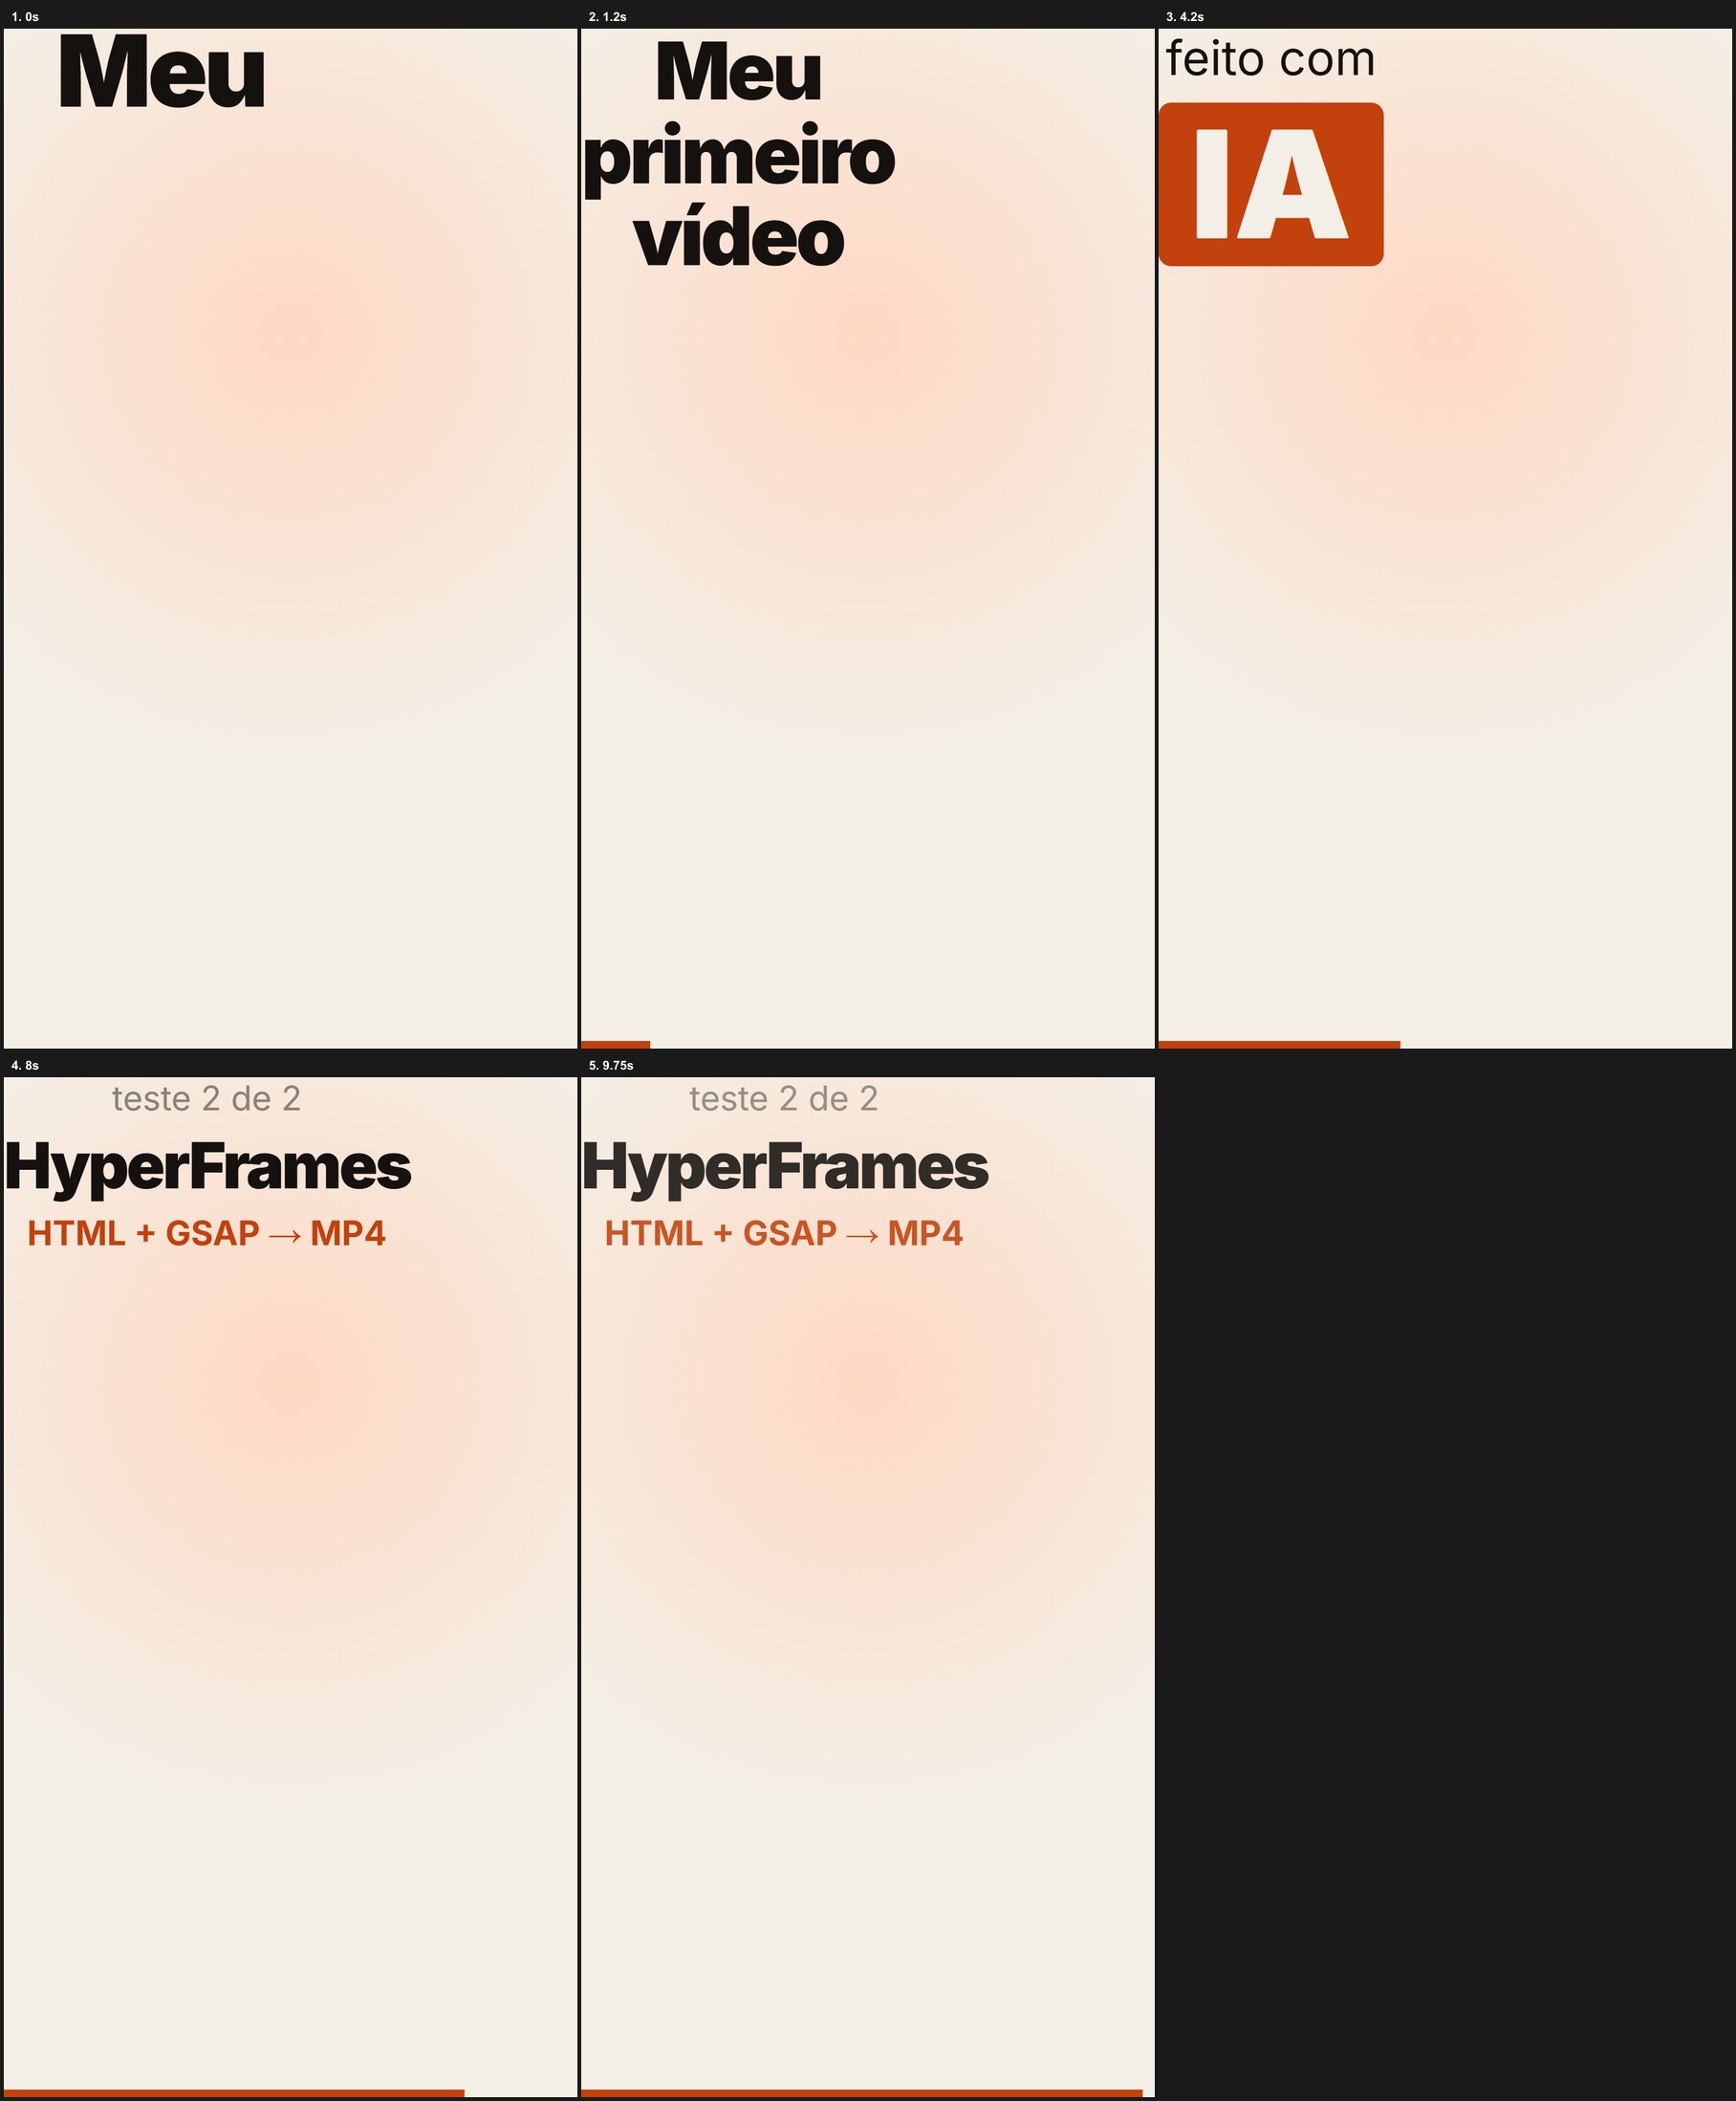 1. 0s
Meu
2. 1.2s
Meu
primeiro
vídeo
3. 4.2s
feito com
IA
4. 8s
teste 2 de 2
HyperFrames
HTML + GSAP → MP4
5. 9.75s
teste 2 de 2
HyperFrames
HTML + GSAP → MP4